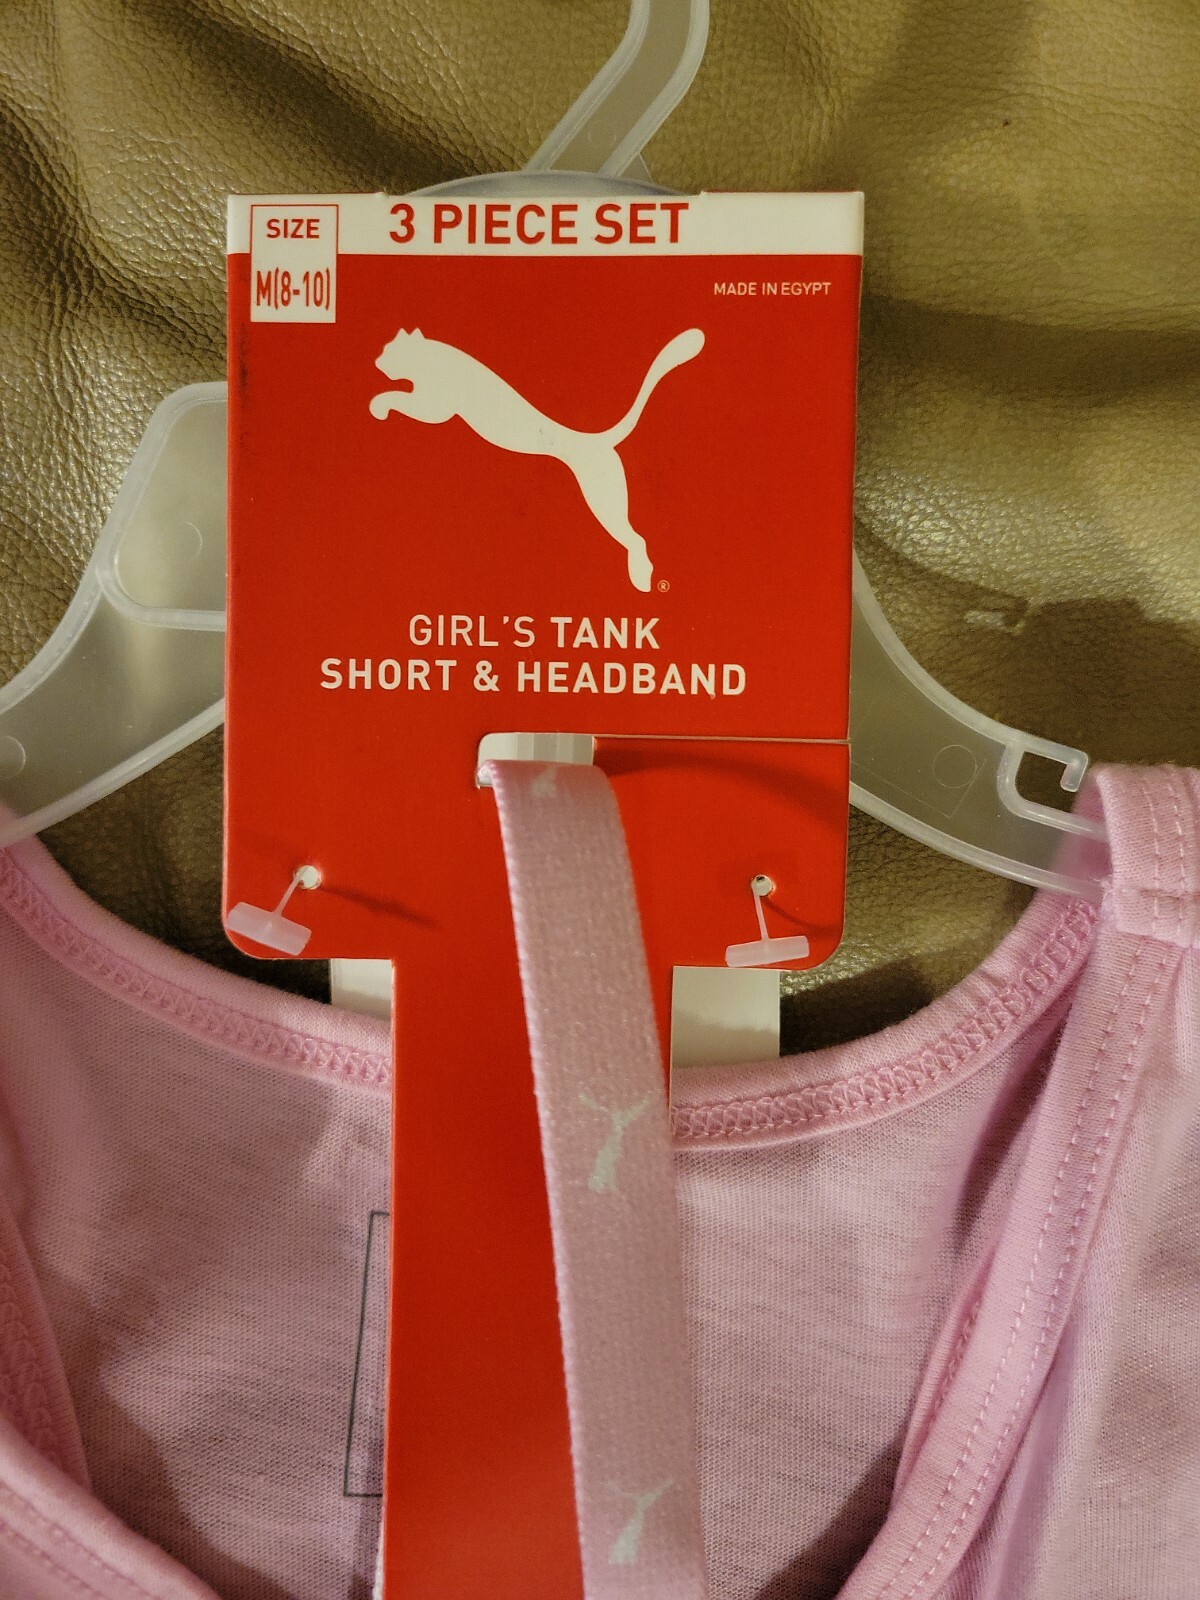 SIZE
M(8-10)
3 PIECE SET
MADE IN EGYPT
®
GIRL'S TANK
SHORT & HEADBAND